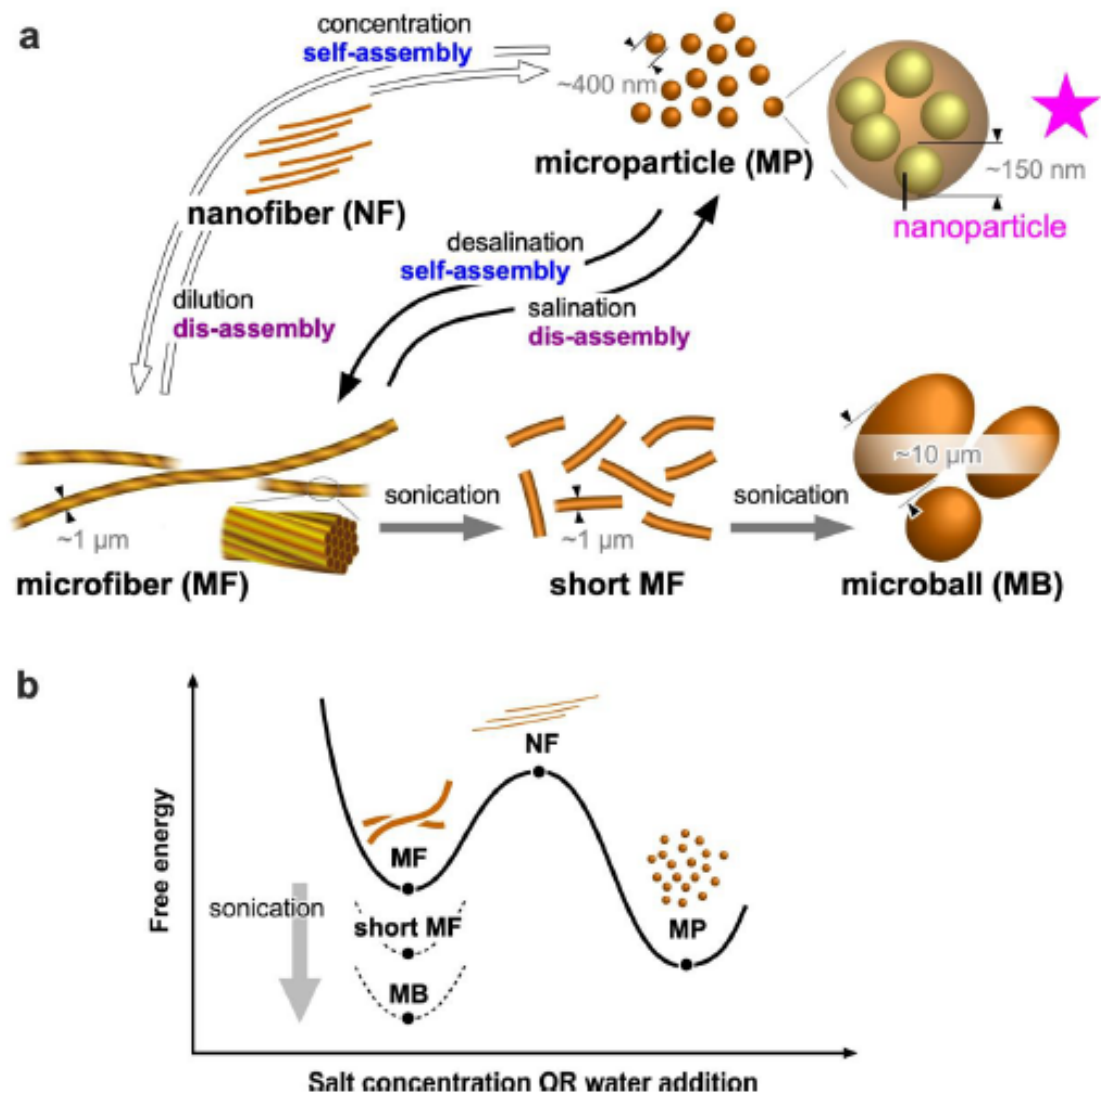 a
concentration
self-assembly
~400 nm
microparticle (MP)
~150 nm
nanoparticle
nanofiber (NF)
desalination
self-assembly
salination
dis-assembly
dilution
dis-assembly
~1 µm
microfiber (MF)
sonication
~1 µm
short MF
sonication
~10 µm
microball (MB)
b
Free energy
NF
MF
sonication
short MF
MB
MP
Salt concentration OR water addition